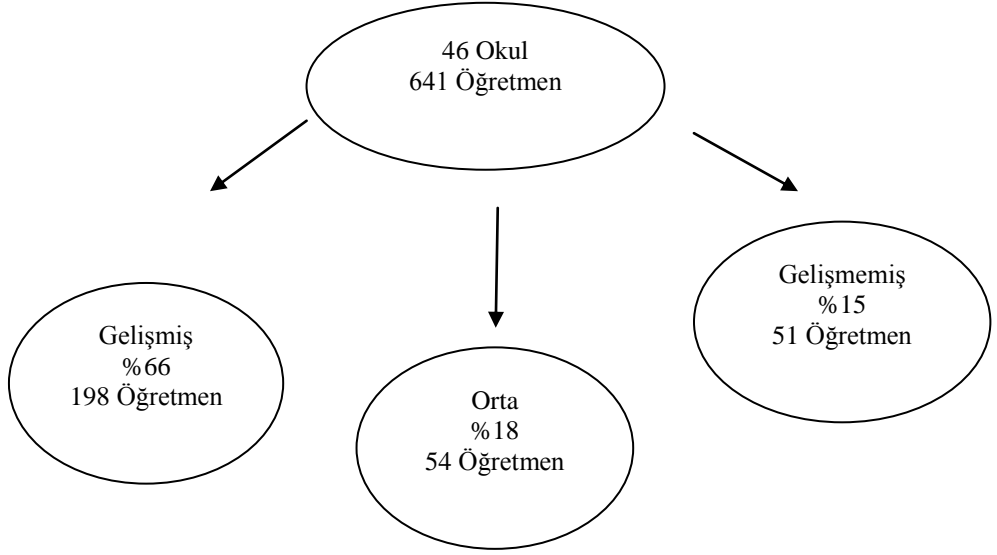 46 Okul
641 Öğretmen
Gelişmiş
%66
198 Öğretmen
Orta
%18
54 Öğretmen
Gelişmemiş
%15
51 Öğretmen